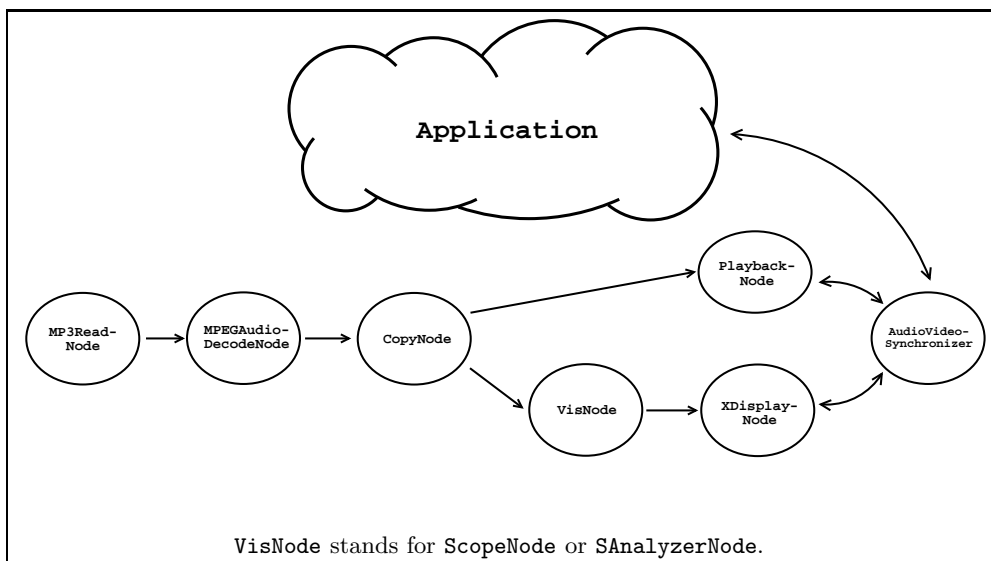 Application
Playback-
Node
MP3Read-
Node
MPEGAudio-
DecodeNode
CopyNode
AudioVideo-
Synchronizer
VisNode
XDisplay-
Node
VisNode stands for ScopeNode or SAnalyzerNode.